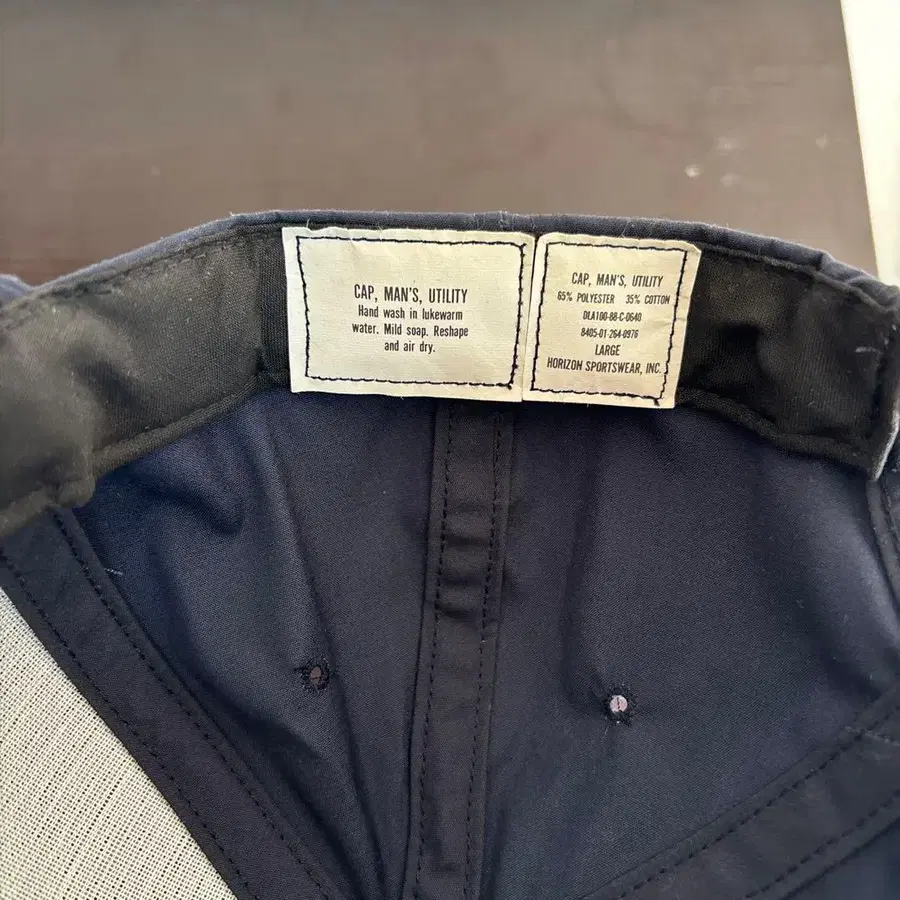 CAP, MAN'S, UTILITY
Hand wash in lukewarm
water. Mild soap. Reshape
and air dry.
CAP, MAN'S, UTILITY
65% POLYESTER 35% COTTON
DLA100-88-C-0640
8405-01-264-0976
LARGE
HORIZON SPORTSWEAR, INC.